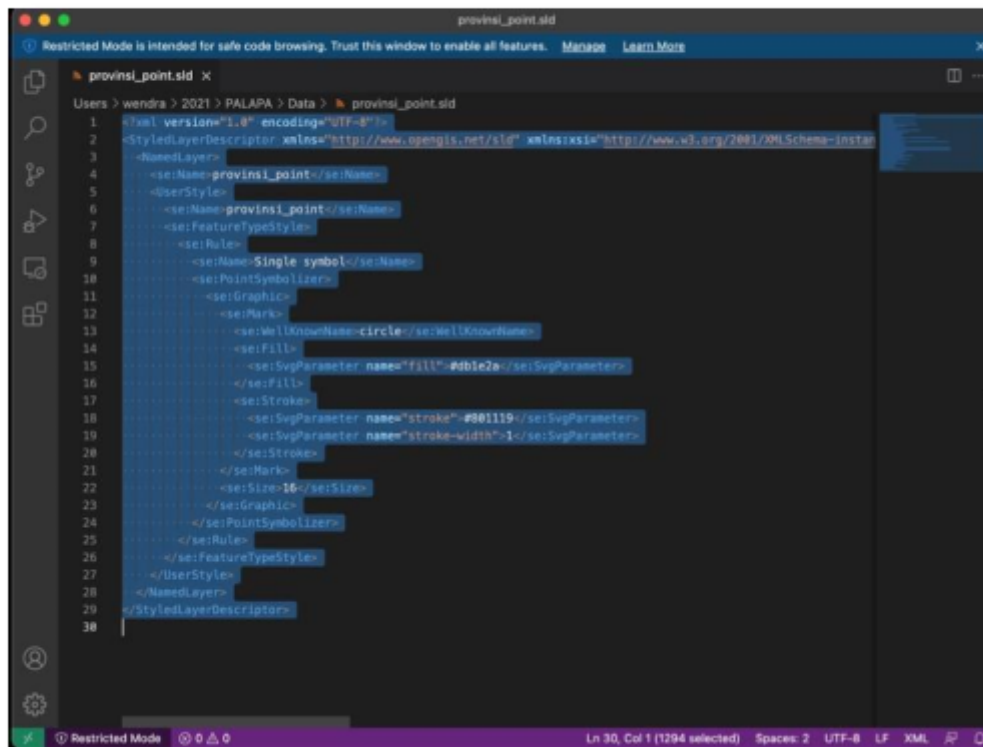 provinsi_point.sld
Restricted Mode is intended for safe code browsing. Trust this window to enable all features. Manage Learn More
provinsi_point.sld
Users > wendra > 2021 > PALAPA > Data > provinsi_point.sld
1 <?xml version="1.0" encoding="UTF-8"?>
2 <StyledLayerDescriptor xmlns="http://www.opengis.net/sld" xmlns:xsi="http://www.w3.org/2001/XMLSchema-instan
3 <NamedLayer>
4 <se:Name>provinsi_point</se:Name>
5 <UserStyle>
6 <se:Name>provinsi_point</se:Name>
7 <se:FeatureTypeStyle>
8 <se:Rule>
9 <se:Name>Single symbol</se:Name>
10 <se:PointSymbolizer>
11 <se:Graphic>
12 <se:Mark>
13 <se:WellKnownName>circle</se:WellKnownName>
14 <se:Fill>
15 <se:SvgParameter name="fill">#db1e2a</se:SvgParameter>
16 </se:Fill>
17 <se:Stroke>
18 <se:SvgParameter name="stroke">#801119</se:SvgParameter>
19 <se:SvgParameter name="stroke-width">1</se:SvgParameter>
20 </se:Stroke>
21 </se:Mark>
22 <se:Size>16</se:Size>
23 </se:Graphic>
24 </se:PointSymbolizer>
25 </se:Rule>
26 </se:FeatureTypeStyle>
27 </UserStyle>
28 </NamedLayer>
29 </StyledLayerDescriptor>
30
Restricted Mode 0 0 Ln 30, Col 1 (1294 selected) Spaces: 2 UTF-8 LF XML